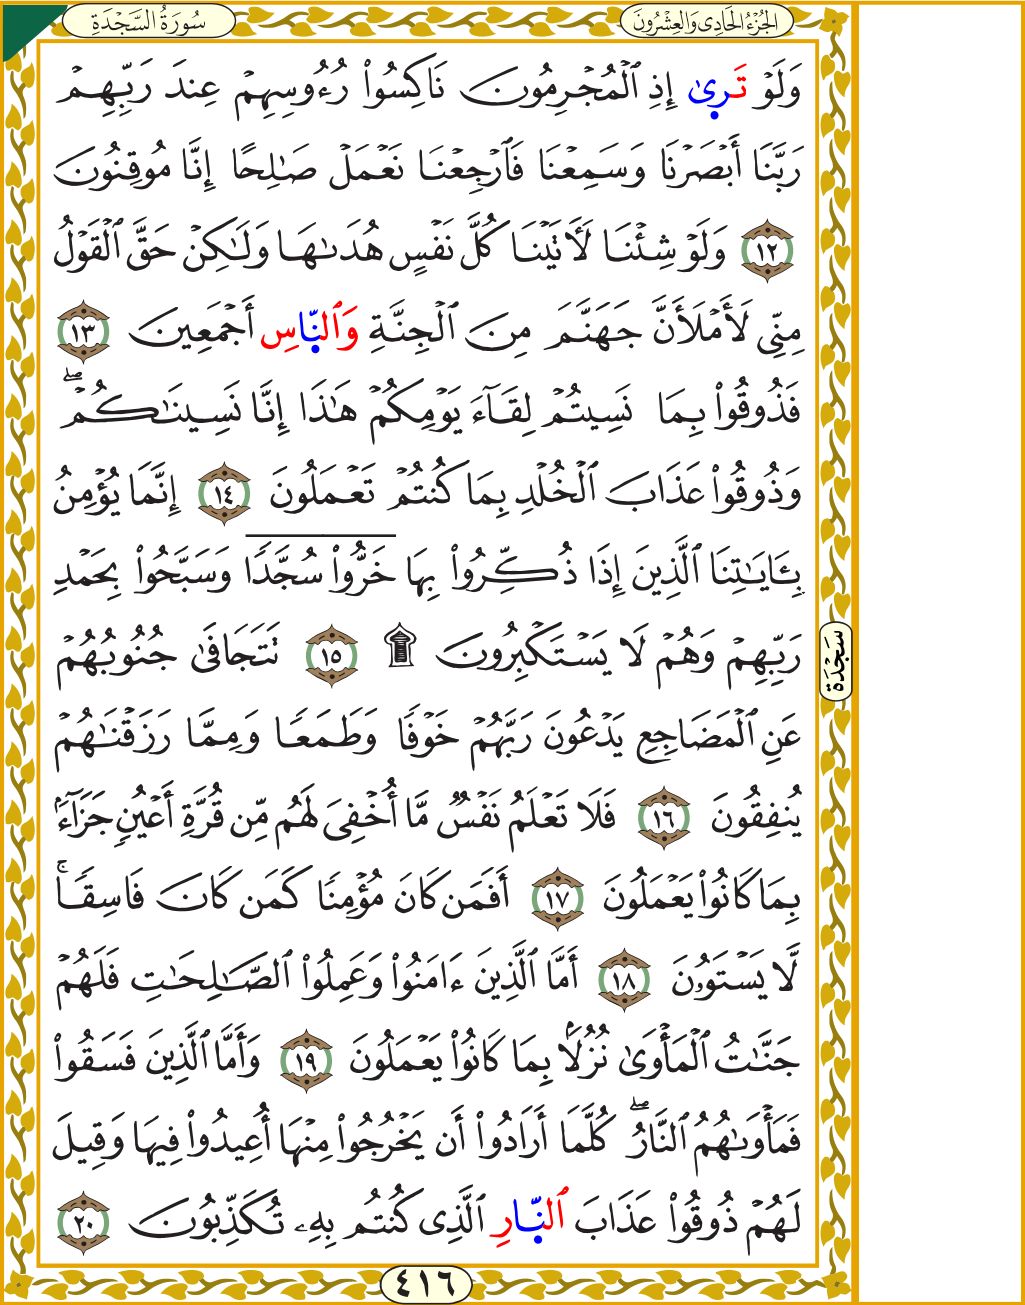 سُورَةُ السَّجْدَةِ
الجُزْءُ الحَادِي وَالعِشْرُونَ
وَلَوۡ تَرىٰ إِذِ ٱلۡمُجۡرِمُونَ نَاكِسُواْ رُءُوسِهِمۡ عِندَ رَبِّهِمۡ
رَبَّنَآ أَبۡصَرۡنَا وَسَمِعۡنَا فَٱرۡجِعۡنَا نَعۡمَلۡ صَٰلِحًا إِنَّا مُوقِنُونَ
١٢ وَلَوۡ شِئۡنَا لَأٓتَيۡنَا كُلَّ نَفۡسٍ هُدَىٰهَا وَلَٰكِنۡ حَقَّ ٱلۡقَوۡلُ
مِنِّي لَأَمۡلَأَنَّ جَهَنَّمَ مِنَ ٱلۡجِنَّةِ وَٱلنَّاسِ أَجۡمَعِينَ ١٣
فَذُوقُواْ بِمَا نَسِيتُمۡ لِقَآءَ يَوۡمِكُمۡ هَٰذَآ إِنَّا نَسِينَٰكُمۡۖ
وَذُوقُواْ عَذَابَ ٱلۡخُلۡدِ بِمَا كُنتُمۡ تَعۡمَلُونَ ١٤ إِنَّمَا يُؤۡمِنُ
بِـَٔايَٰتِنَا ٱلَّذِينَ إِذَا ذُكِّرُواْ بِهَا خَرُّواْۤ سُجَّدٗاۤ وَسَبَّحُواْ بِحَمۡدِ
رَبِّهِمۡ وَهُمۡ لَا يَسۡتَكۡبِرُونَ ۩ ١٥ تَتَجَافَىٰ جُنُوبُهُمۡ
عَنِ ٱلۡمَضَاجِعِ يَدۡعُونَ رَبَّهُمۡ خَوۡفٗا وَطَمَعٗا وَمِمَّا رَزَقۡنَٰهُمۡ
يُنفِقُونَ ١٦ فَلَا تَعۡلَمُ نَفۡسٞ مَّآ أُخۡفِيَ لَهُم مِّن قُرَّةِ أَعۡيُنٖ جَزَآءَۢ
بِمَا كَانُواْ يَعۡمَلُونَ ١٧ أَفَمَن كَانَ مُؤۡمِنٗا كَمَن كَانَ فَاسِقٗاۚ
لَّا يَسۡتَوُۥنَ ١٨ أَمَّا ٱلَّذِينَ ءَامَنُواْ وَعَمِلُواْ ٱلصَّٰلِحَٰتِ فَلَهُمۡ
جَنَّٰتُ ٱلۡمَأۡوَىٰ نُزُلَۢا بِمَا كَانُواْ يَعۡمَلُونَ ١٩ وَأَمَّا ٱلَّذِينَ فَسَقُواْ
فَمَأۡوَىٰهُمُ ٱلنَّارُۖ كُلَّمَآ أَرَادُوٓاْ أَن يَخۡرُجُواْ مِنۡهَآ أُعِيدُواْ فِيهَا وَقِيلَ
لَهُمۡ ذُوقُواْ عَذَابَ ٱلنَّارِ ٱلَّذِي كُنتُم بِهِۦ تُكَذِّبُونَ ٢٠
سَجْدَة
٤١٦